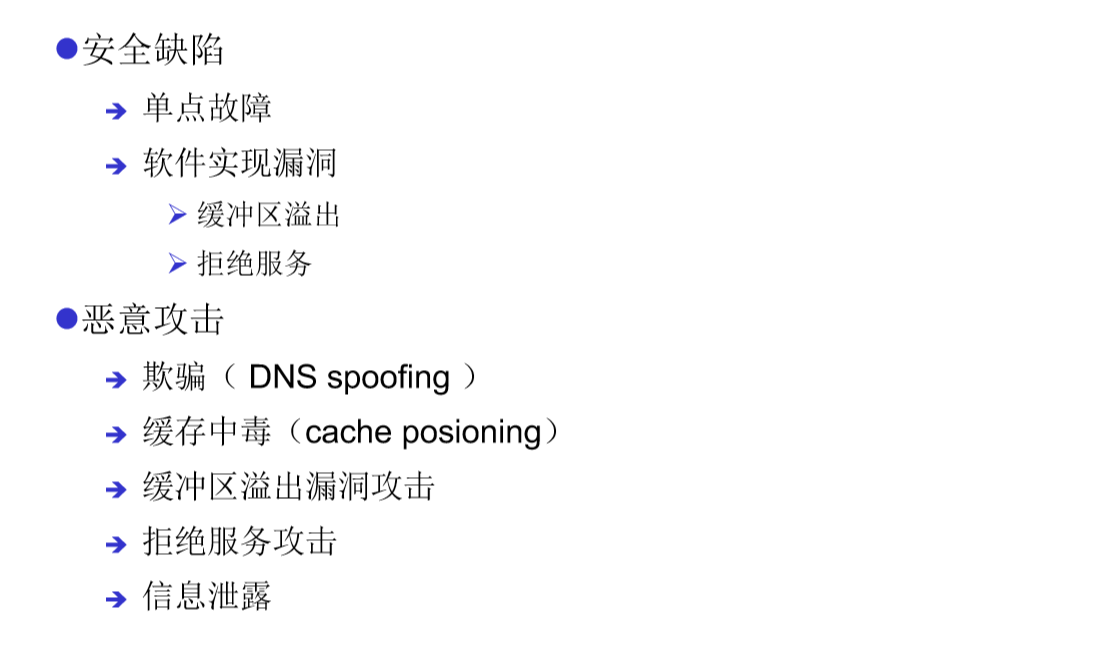 ●安全缺陷
➔ 单点故障
➔ 软件实现漏洞
➢ 缓冲区溢出
➢ 拒绝服务
●恶意攻击
➔ 欺骗（ DNS spoofing ）
➔ 缓存中毒（cache posioning）
➔ 缓冲区溢出漏洞攻击
➔ 拒绝服务攻击
➔ 信息泄露